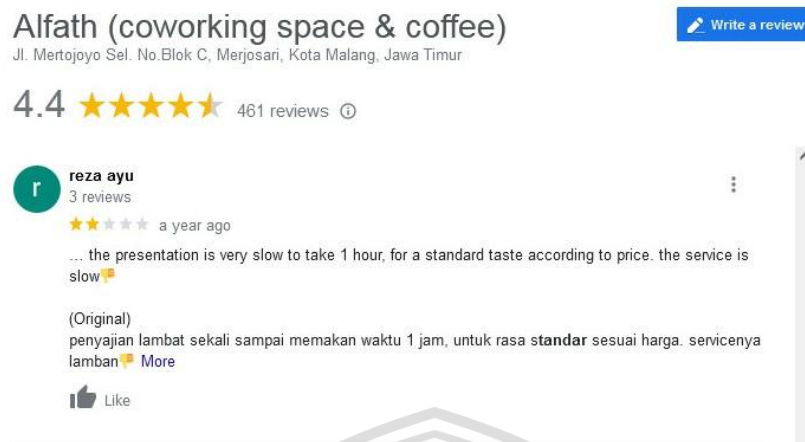 Alfath (coworking space & coffee)
Write a review
Jl. Mertojoyo Sel. No.Blok C, Merjosari, Kota Malang, Jawa Timur
4.4 461 reviews
r
reza ayu
3 reviews
a year ago
... the presentation is very slow to take 1 hour, for a standard taste according to price. the service is
slow👎
(Original)
penyajian lambat sekali sampai memakan waktu 1 jam, untuk rasa standar sesuai harga. servicenya
lamban👎 More
Like